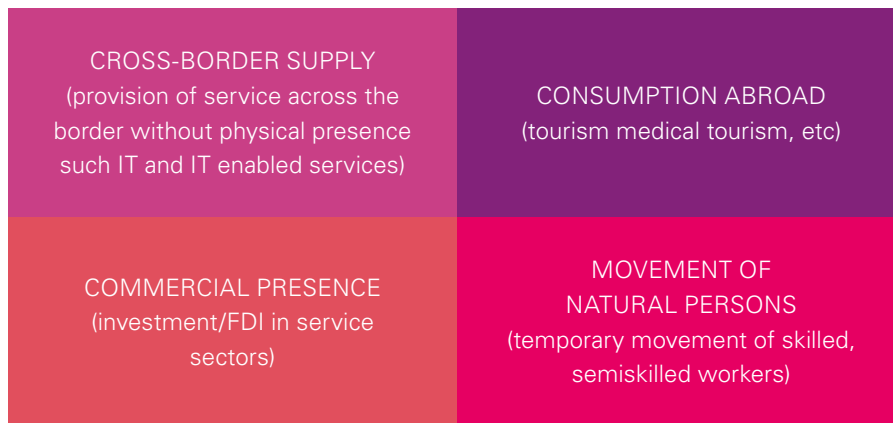 CROSS-BORDER SUPPLY
(provision of service across the
border without physical presence
such IT and IT enabled services)
CONSUMPTION ABROAD
(tourism medical tourism, etc)
COMMERCIAL PRESENCE
(investment/FDI in service
sectors)
MOVEMENT OF
NATURAL PERSONS
(temporary movement of skilled,
semiskilled workers)